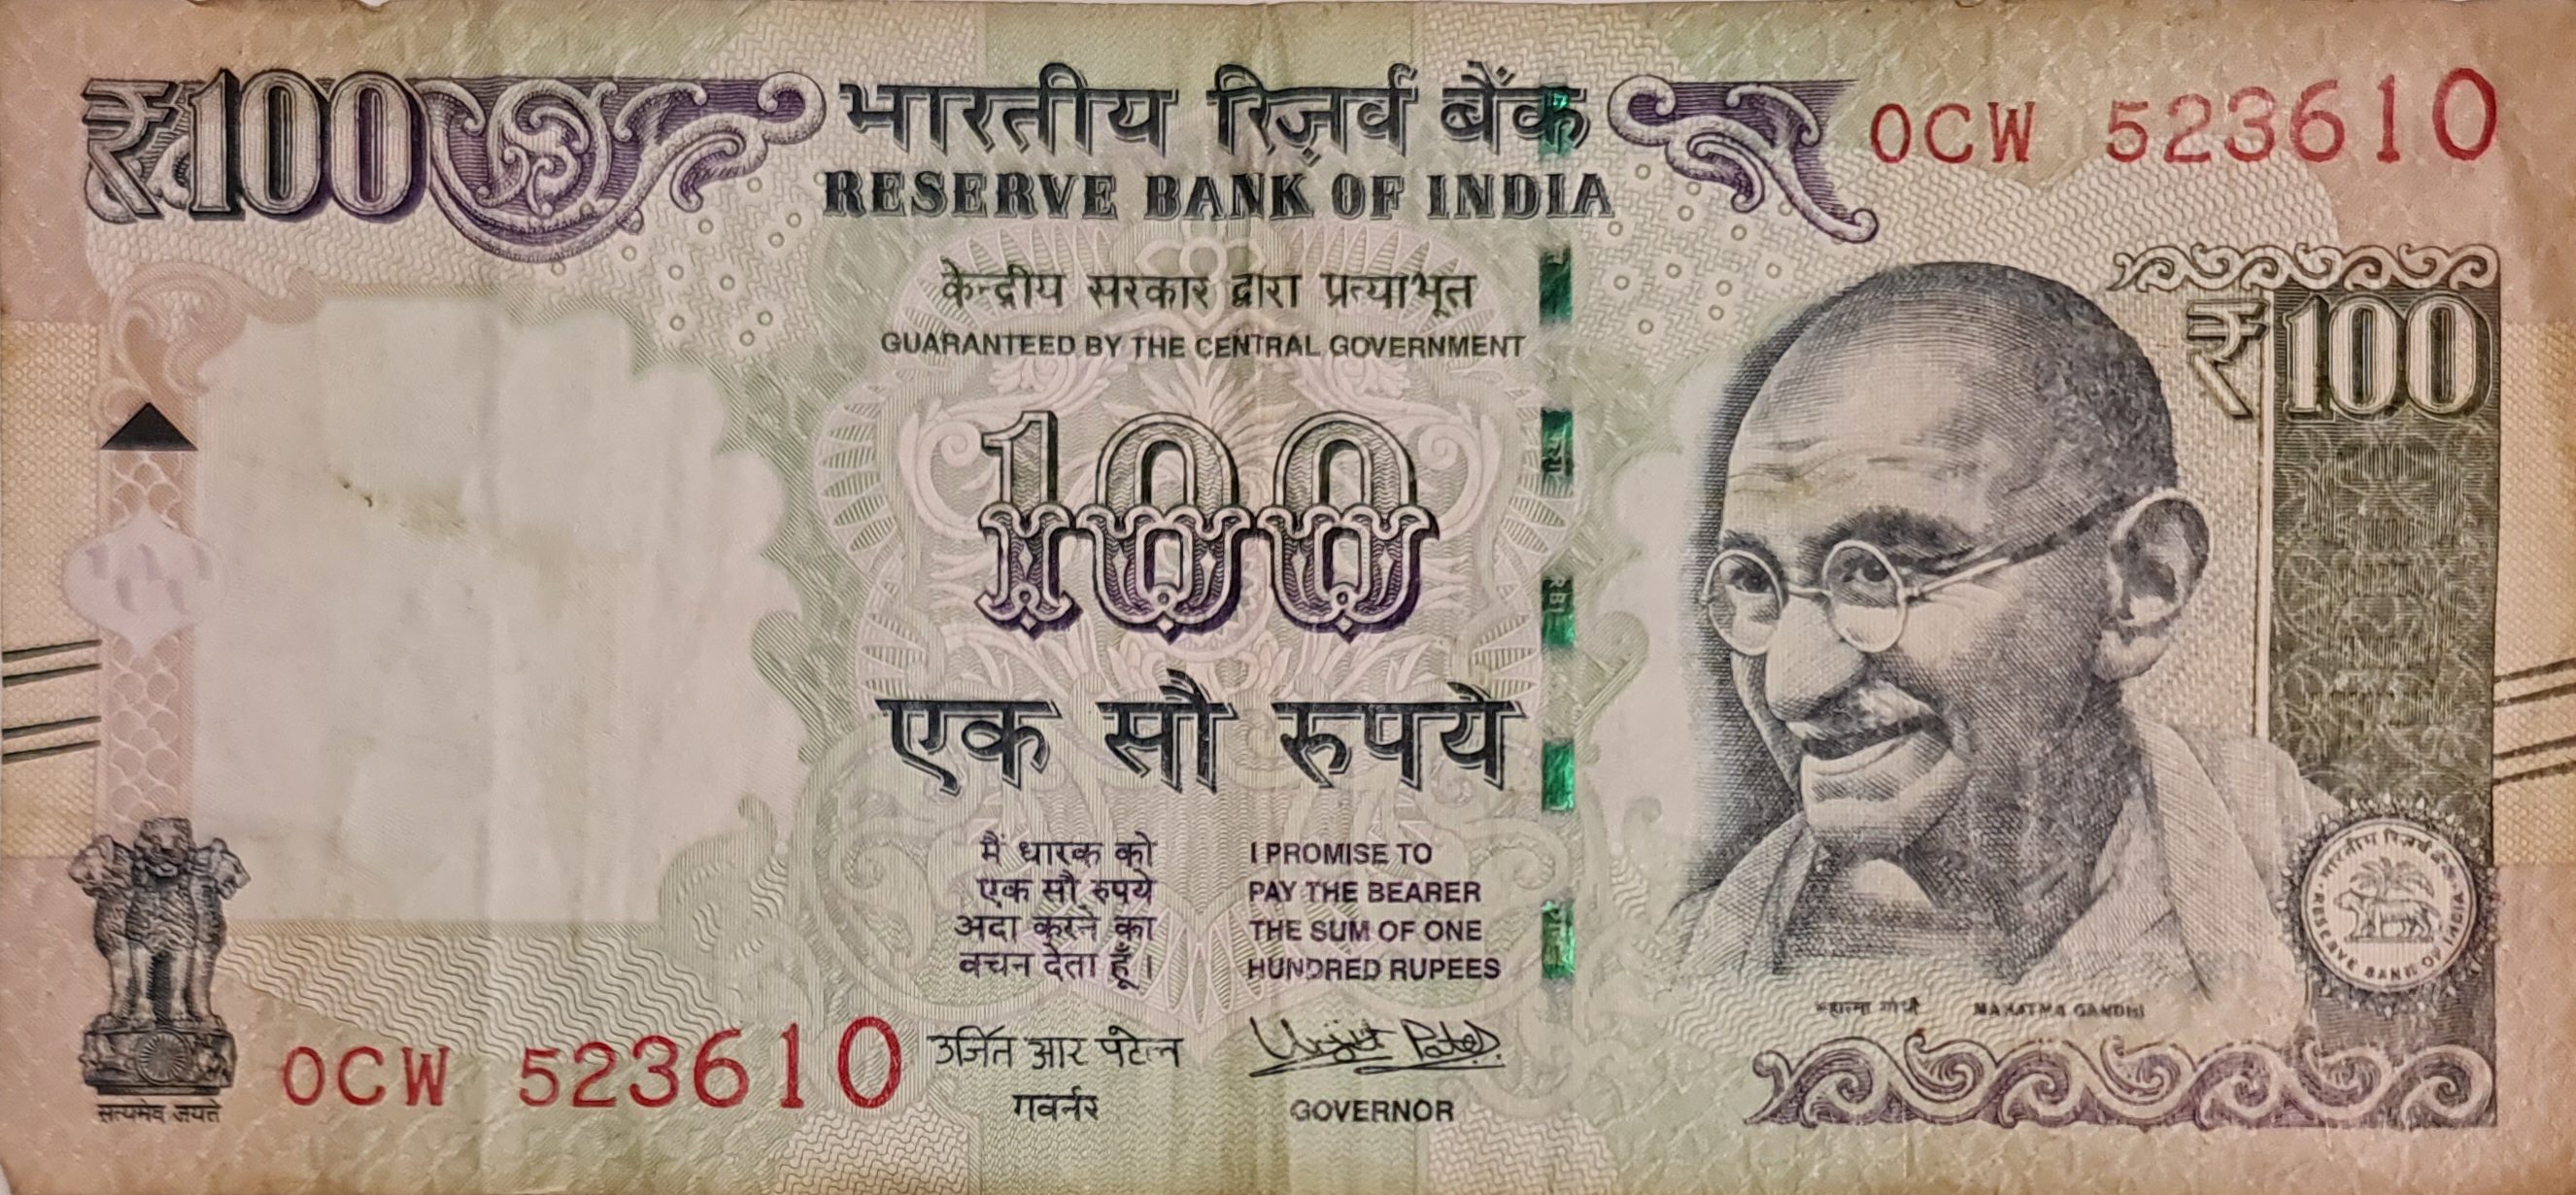 ₹100
भारतीय रिज़र्व बैंक
RESERVE BANK OF INDIA
0CW 523610
केन्द्रीय सरकार द्वारा प्रत्याभूत
GUARANTEED BY THE CENTRAL GOVERNMENT
₹100
100
एक सौ रुपये
मैं धारक को
एक सौ रुपये
अदा करने का
वचन देता हूँ।
I PROMISE TO
PAY THE BEARER
THE SUM OF ONE
HUNDRED RUPEES
भारतीय रिज़र्व बैंक
RESERVE BANK OF INDIA
महात्मा गांधी MAHATMA GANDHI
सत्यमेव जयते
0CW 523610
उर्जित आर पटेल
Urjit Patel
गवर्नर
GOVERNOR